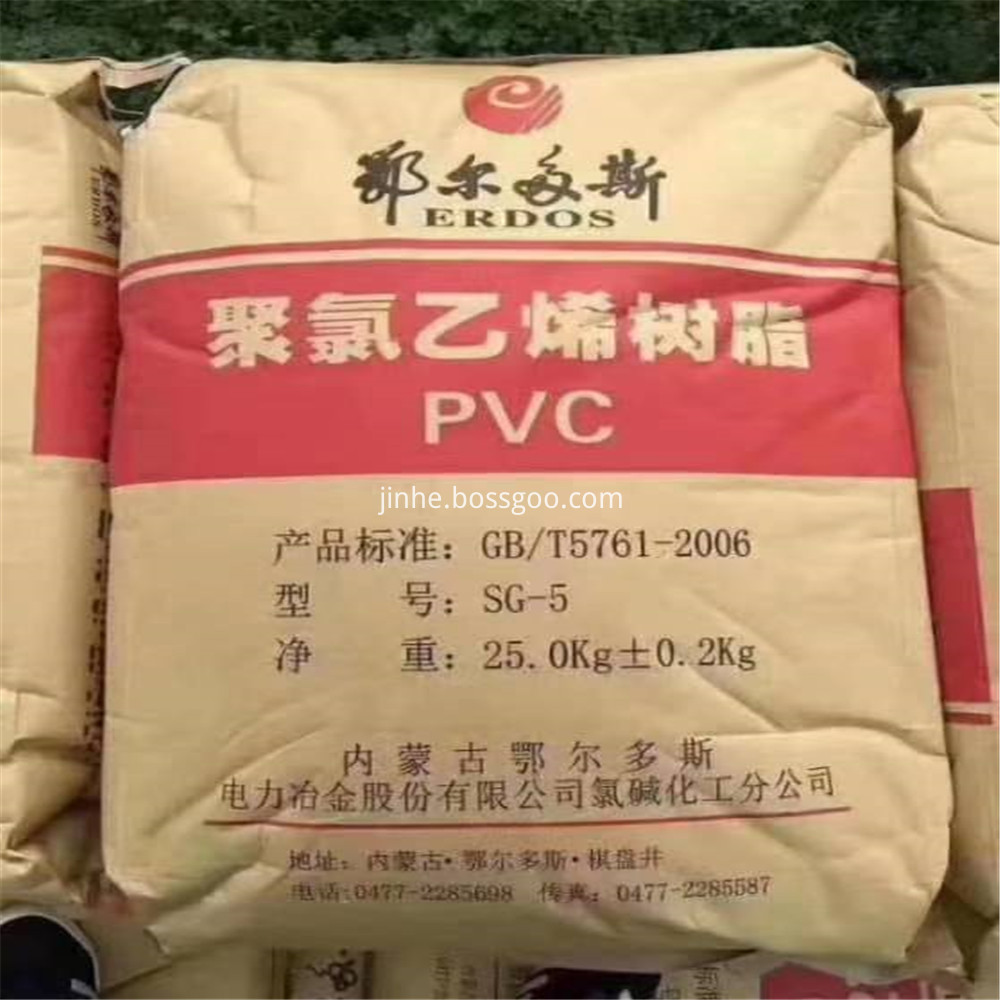 鄂尔多斯
ERDOS
聚氯乙烯树脂
PVC
jinhe.bossgoo.com
产品标准：GB/T5761-2006
型 号：SG-5
净 重：25.0Kg±0.2Kg
内蒙古鄂尔多斯
电力冶金股份有限公司氯碱化工分公司
地址：内蒙古·鄂尔多斯·棋盘井
电话:0477-2285698 传真：0477-2285587
ERDOS